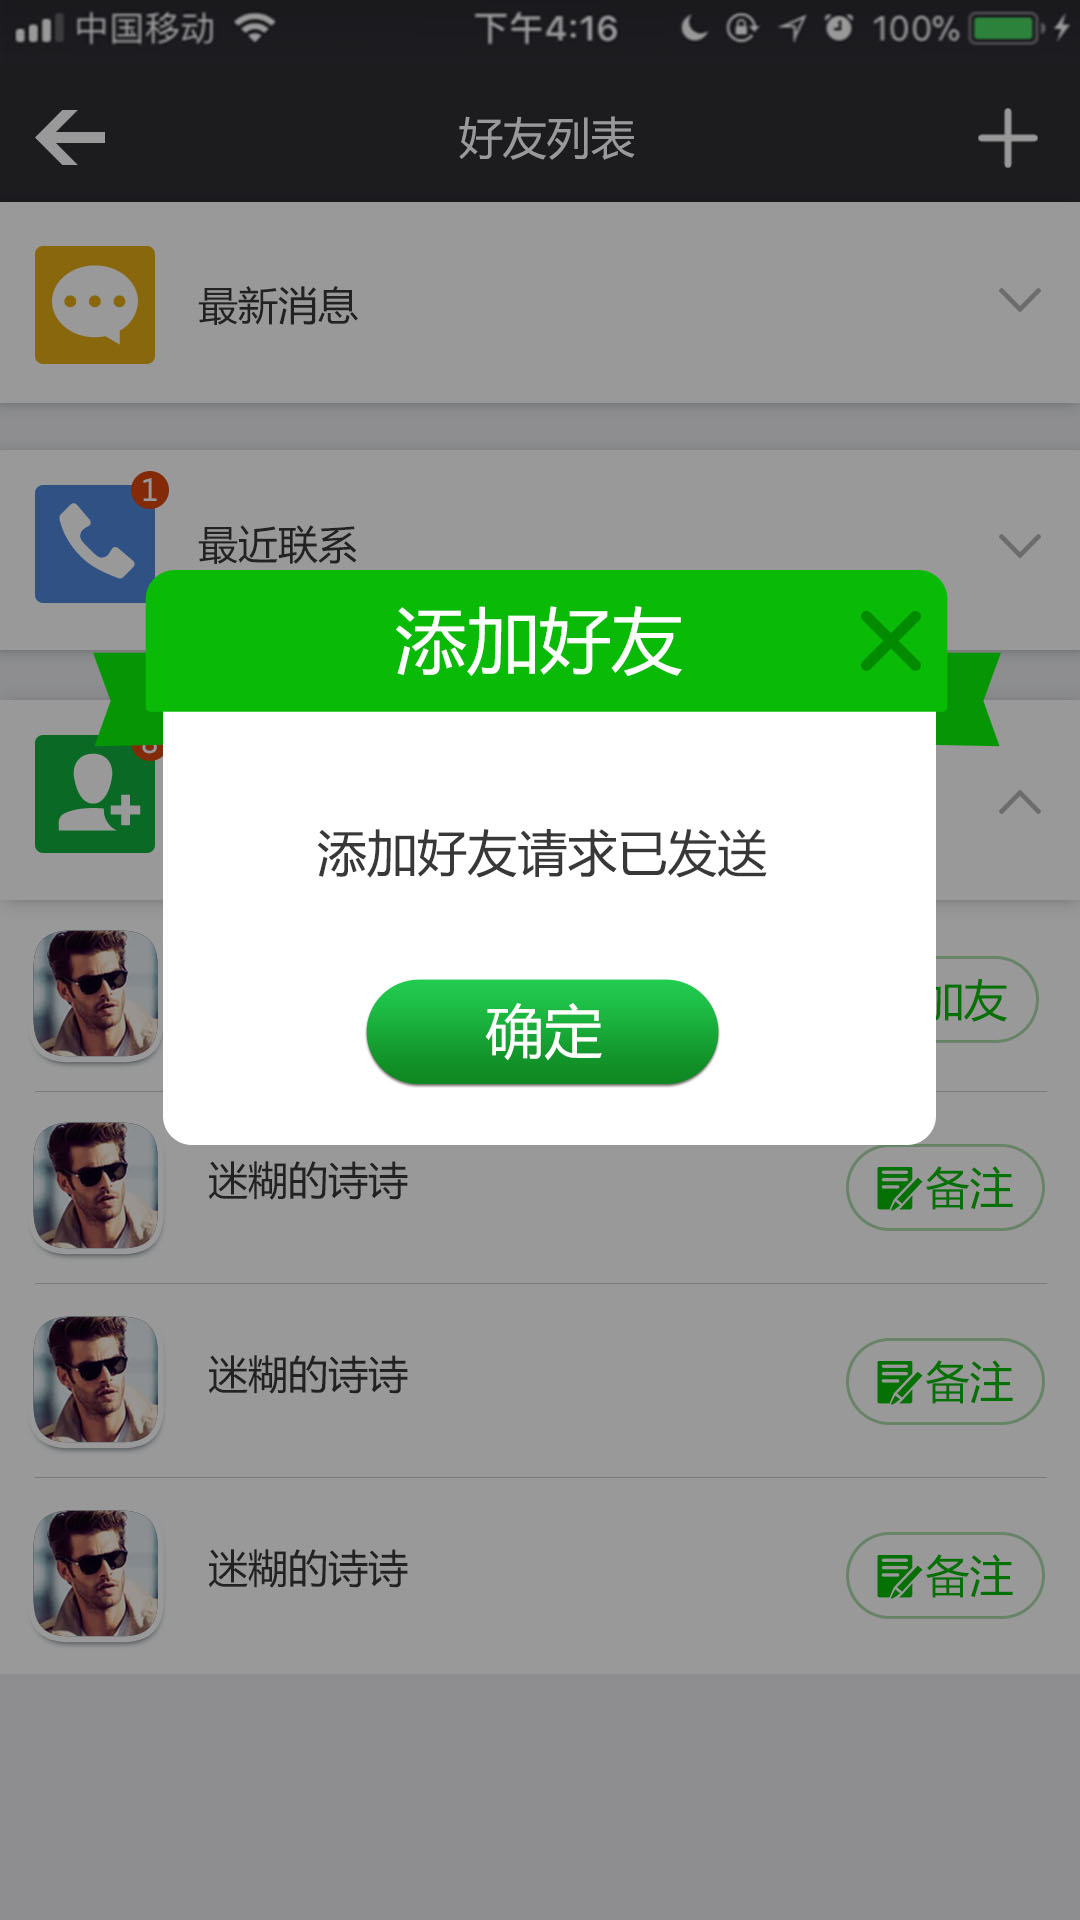 中国移动 下午4:16 100%
好友列表
最新消息
1
最近联系
添加好友
添加好友请求已发送
加友
确定
迷糊的诗诗 备注
迷糊的诗诗 备注
迷糊的诗诗 备注